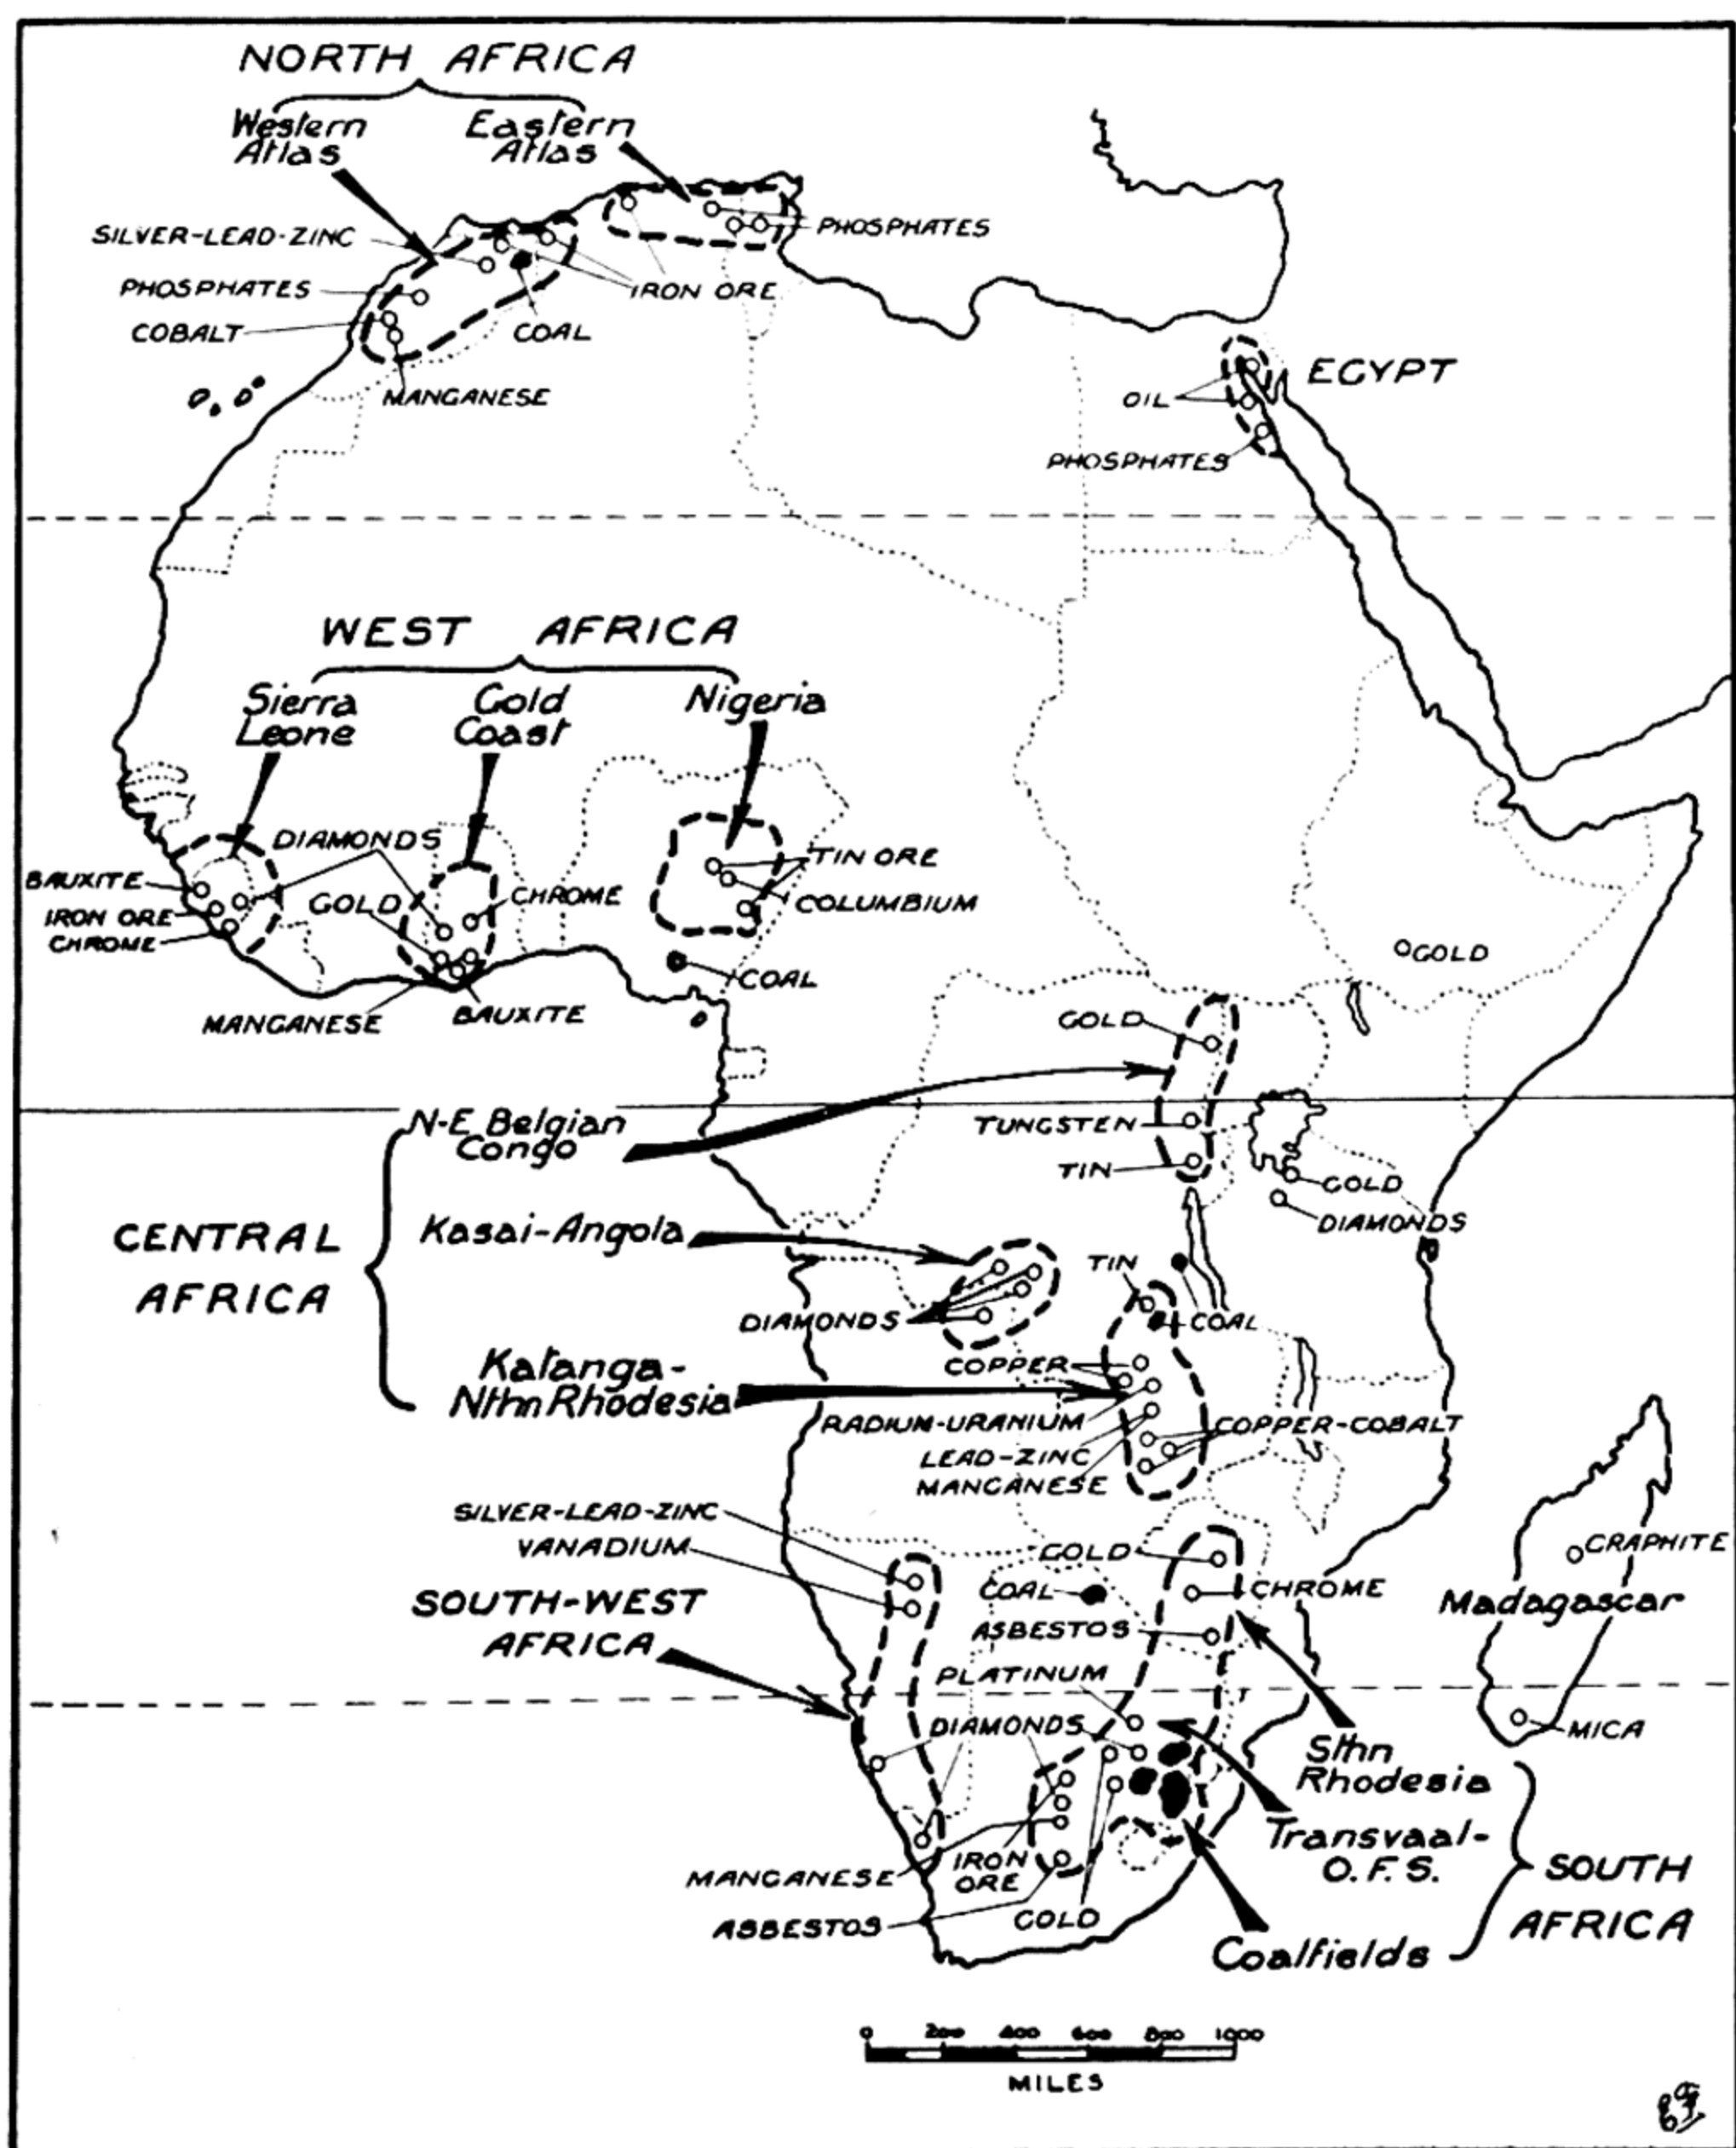 NORTH AFRICA
Western
Atlas
Eastern
Atlas
SILVER-LEAD-ZINC
PHOSPHATES
COBALT
MANGANESE
COAL
IRON ORE
PHOSPHATES
EGYPT
OIL
PHOSPHATES
WEST AFRICA
Sierra
Leone
Gold
Coast
Nigeria
DIAMONDS
BAUXITE
IRON ORE
CHROME
GOLD
CHROME
MANGANESE
BAUXITE
TIN ORE
COLUMBIUM
COAL
GOLD
GOLD
TUNGSTEN
TIN
GOLD
DIAMONDS
CENTRAL
AFRICA
N-E Belgian
Congo
Kasai-Angola
DIAMONDS
TIN
COAL
Katanga-
Nthn Rhodesia
COPPER
RADIUM-URANIUM
LEAD-ZINC
MANGANESE
COPPER-COBALT
SILVER-LEAD-ZINC
VANADIUM
SOUTH-WEST
AFRICA
GOLD
COAL
CHROME
ASBESTOS
PLATINUM
DIAMONDS
GRAPHITE
Madagascar
MICA
Sthn
Rhodesia
Transvaal-
O.F.S.
Coalfields
SOUTH
AFRICA
MANGANESE
IRON
ORE
ASBESTOS
GOLD
0 200 400 600 800 1000
MILES